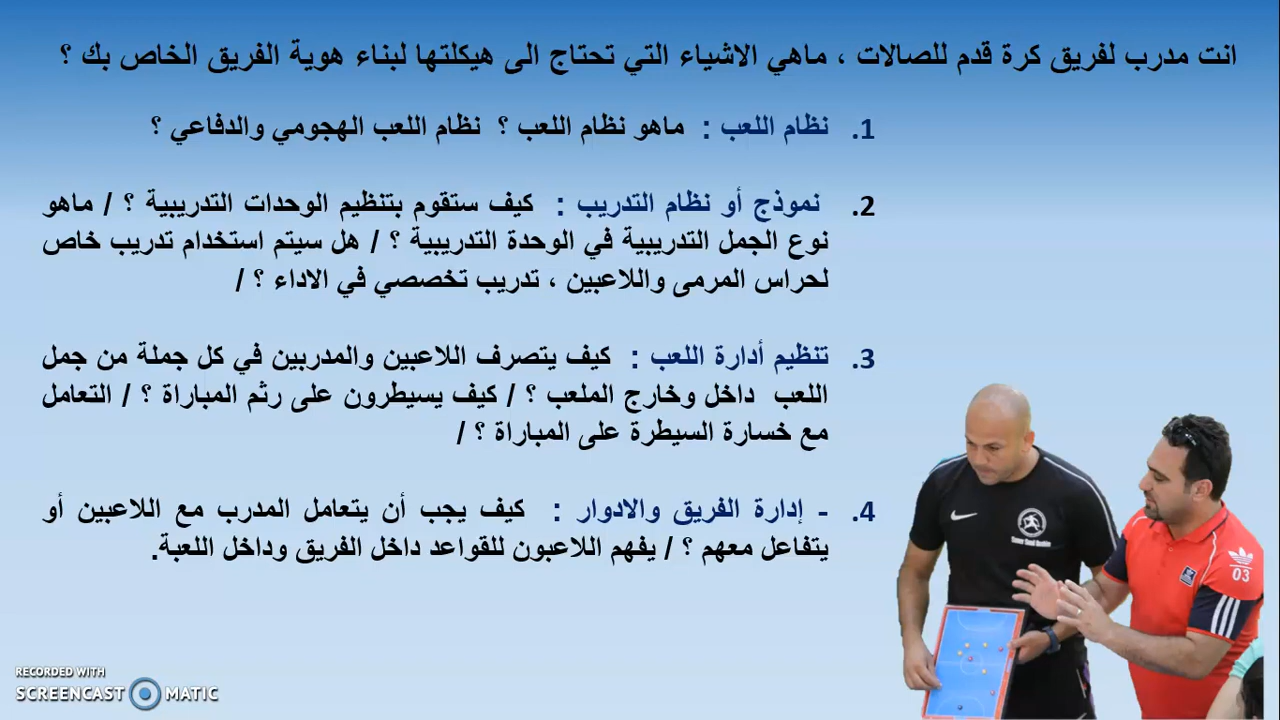 انت مدرب لفريق كرة قدم للصالات ، ماهي الاشياء التي تحتاج الى هيكلتها لبناء هوية الفريق الخاص بك ؟
1. نظام اللعب : ماهو نظام اللعب ؟ نظام اللعب الهجومي والدفاعي ؟
2. نموذج أو نظام التدريب : كيف ستقوم بتنظيم الوحدات التدريبية ؟ / ماهو
نوع الجمل التدريبية في الوحدة التدريبية ؟ / هل سيتم استخدام تدريب خاص
لحراس المرمى واللاعبين ، تدريب تخصصي في الاداء ؟ /
3. تنظيم أدارة اللعب : كيف يتصرف اللاعبين والمدربين في كل جملة من جمل
اللعب داخل وخارج الملعب ؟ / كيف يسيطرون على رثم المباراة ؟ / التعامل
مع خسارة السيطرة على المباراة ؟ /
4. - إدارة الفريق والادوار : كيف يجب أن يتعامل المدرب مع اللاعبين أو
يتفاعل معهم ؟ / يفهم اللاعبون للقواعد داخل الفريق وداخل اللعبة.
03
RECORDED WITH
SCREENCAST MATIC